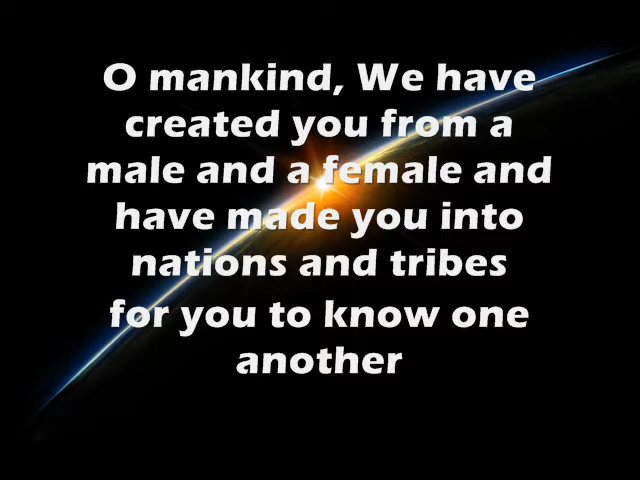 O mankind, We have
created you from a
male and a female and
have made you into
nations and tribes
for you to know one
another